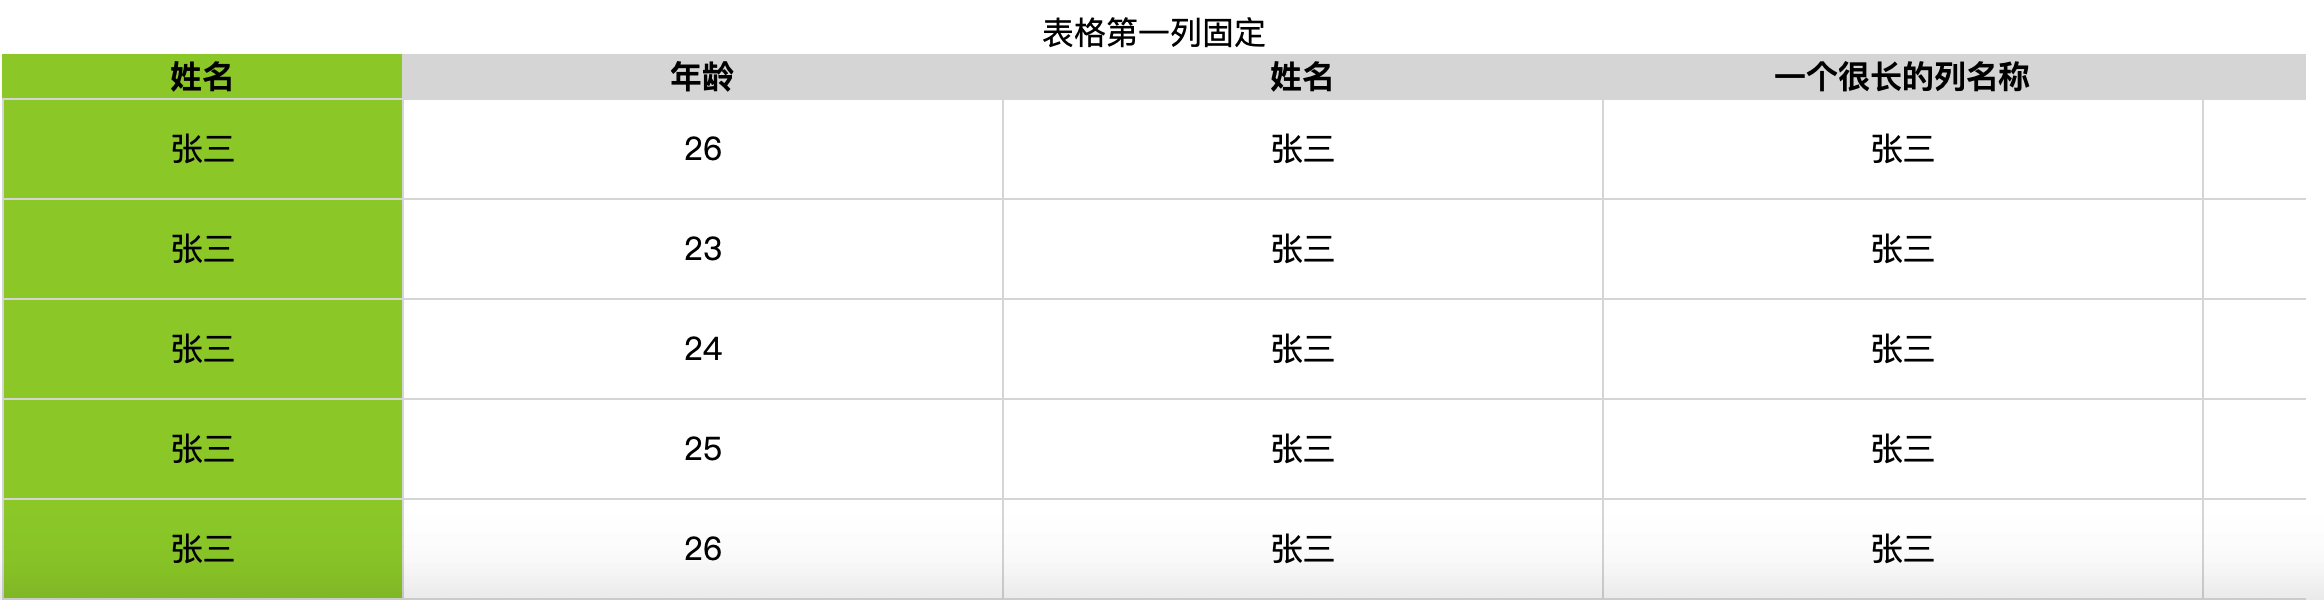 表格第一列固定
姓名 年龄 姓名 一个很长的列名称
张三 26 张三 张三
张三 23 张三 张三
张三 24 张三 张三
张三 25 张三 张三
张三 26 张三 张三